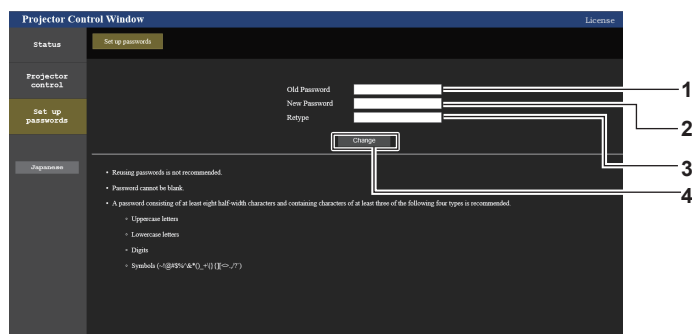 Projector Control Window
License
Status
Set up passwords
Projector
control
Set up
passwords
Japanese
Old Password
New Password
Retype
Change
1
2
3
4
• Reusing passwords is not recommended.
• Password cannot be blank.
• A password consisting of at least eight half-width characters and containing characters of at least three of the following four types is recommended.
Uppercase letters
Lowercase letters
Digits
Symbols